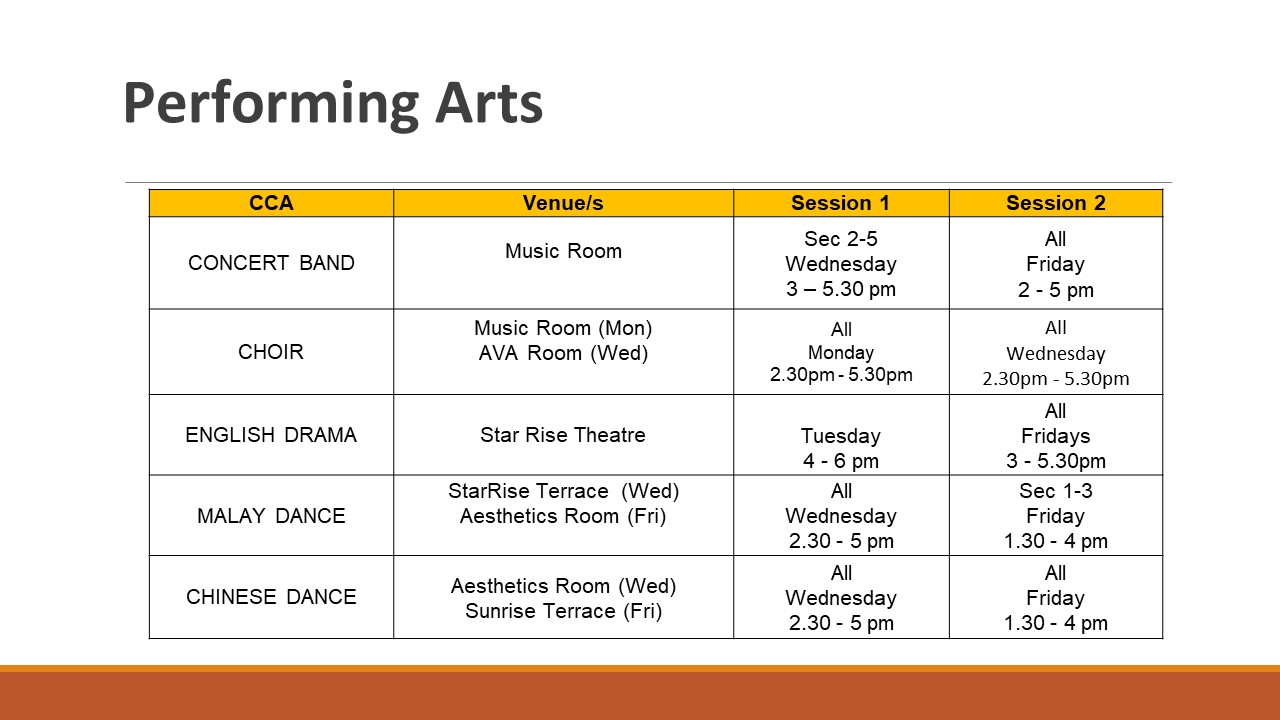 Performing Arts
CCA
Venue/s
Session 1
Session 2
CONCERT BAND
Music Room
Sec 2-5
Wednesday
3 – 5.30 pm
All
Friday
2 - 5 pm
CHOIR
Music Room (Mon)
AVA Room (Wed)
All
Monday
2.30pm - 5.30pm
All
Wednesday
2.30pm - 5.30pm
ENGLISH DRAMA
Star Rise Theatre
Tuesday
4 - 6 pm
All
Fridays
3 - 5.30pm
MALAY DANCE
StarRise Terrace (Wed)
Aesthetics Room (Fri)
All
Wednesday
2.30 - 5 pm
Sec 1-3
Friday
1.30 - 4 pm
CHINESE DANCE
Aesthetics Room (Wed)
Sunrise Terrace (Fri)
All
Wednesday
2.30 - 5 pm
All
Friday
1.30 - 4 pm